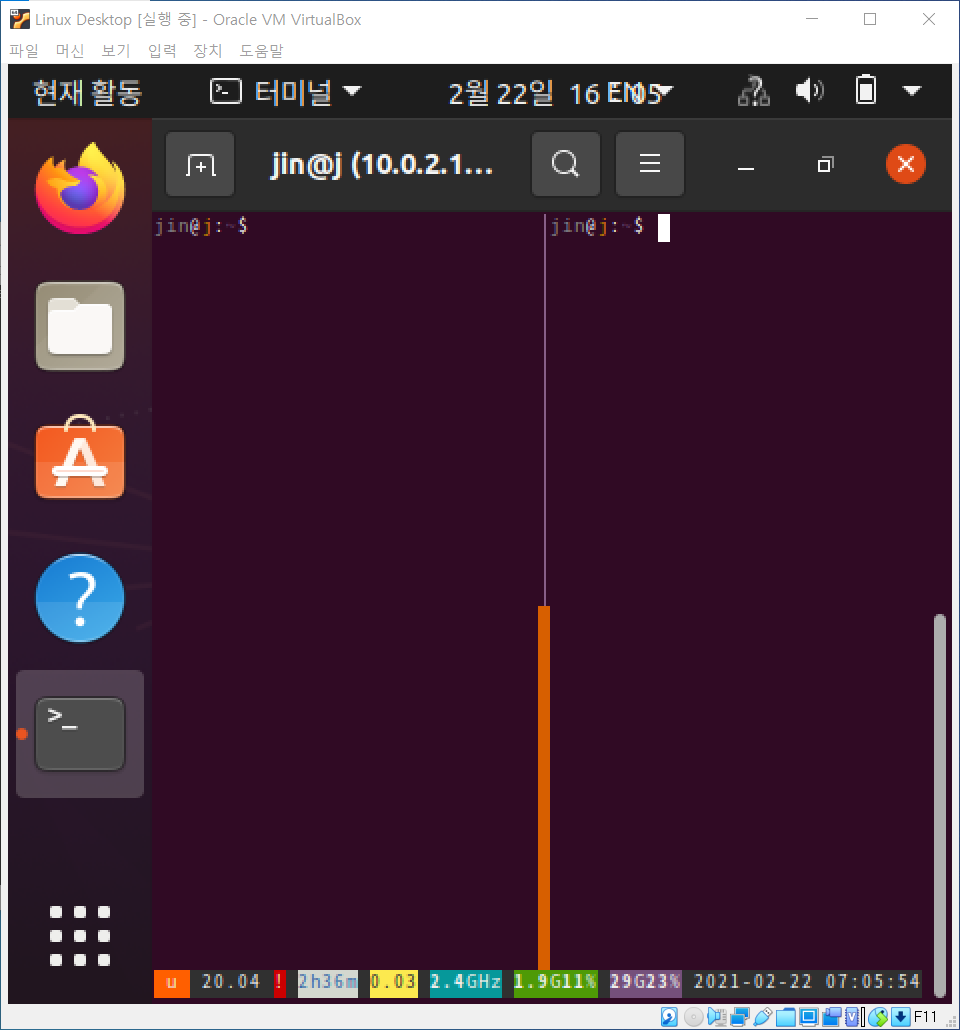 Linux Desktop [실행 중] - Oracle VM VirtualBox
파일 머신 보기 입력 장치 도움말
현재 활동 터미널 2월 22일 16 EN 05
jin@j (10.0.2.1...
jin@j:~$ jin@j:~$
u 20.04 ! 2h36m 0.03 2.4GHz 1.9G11% 29G23% 2021-02-22 07:05:54
F11